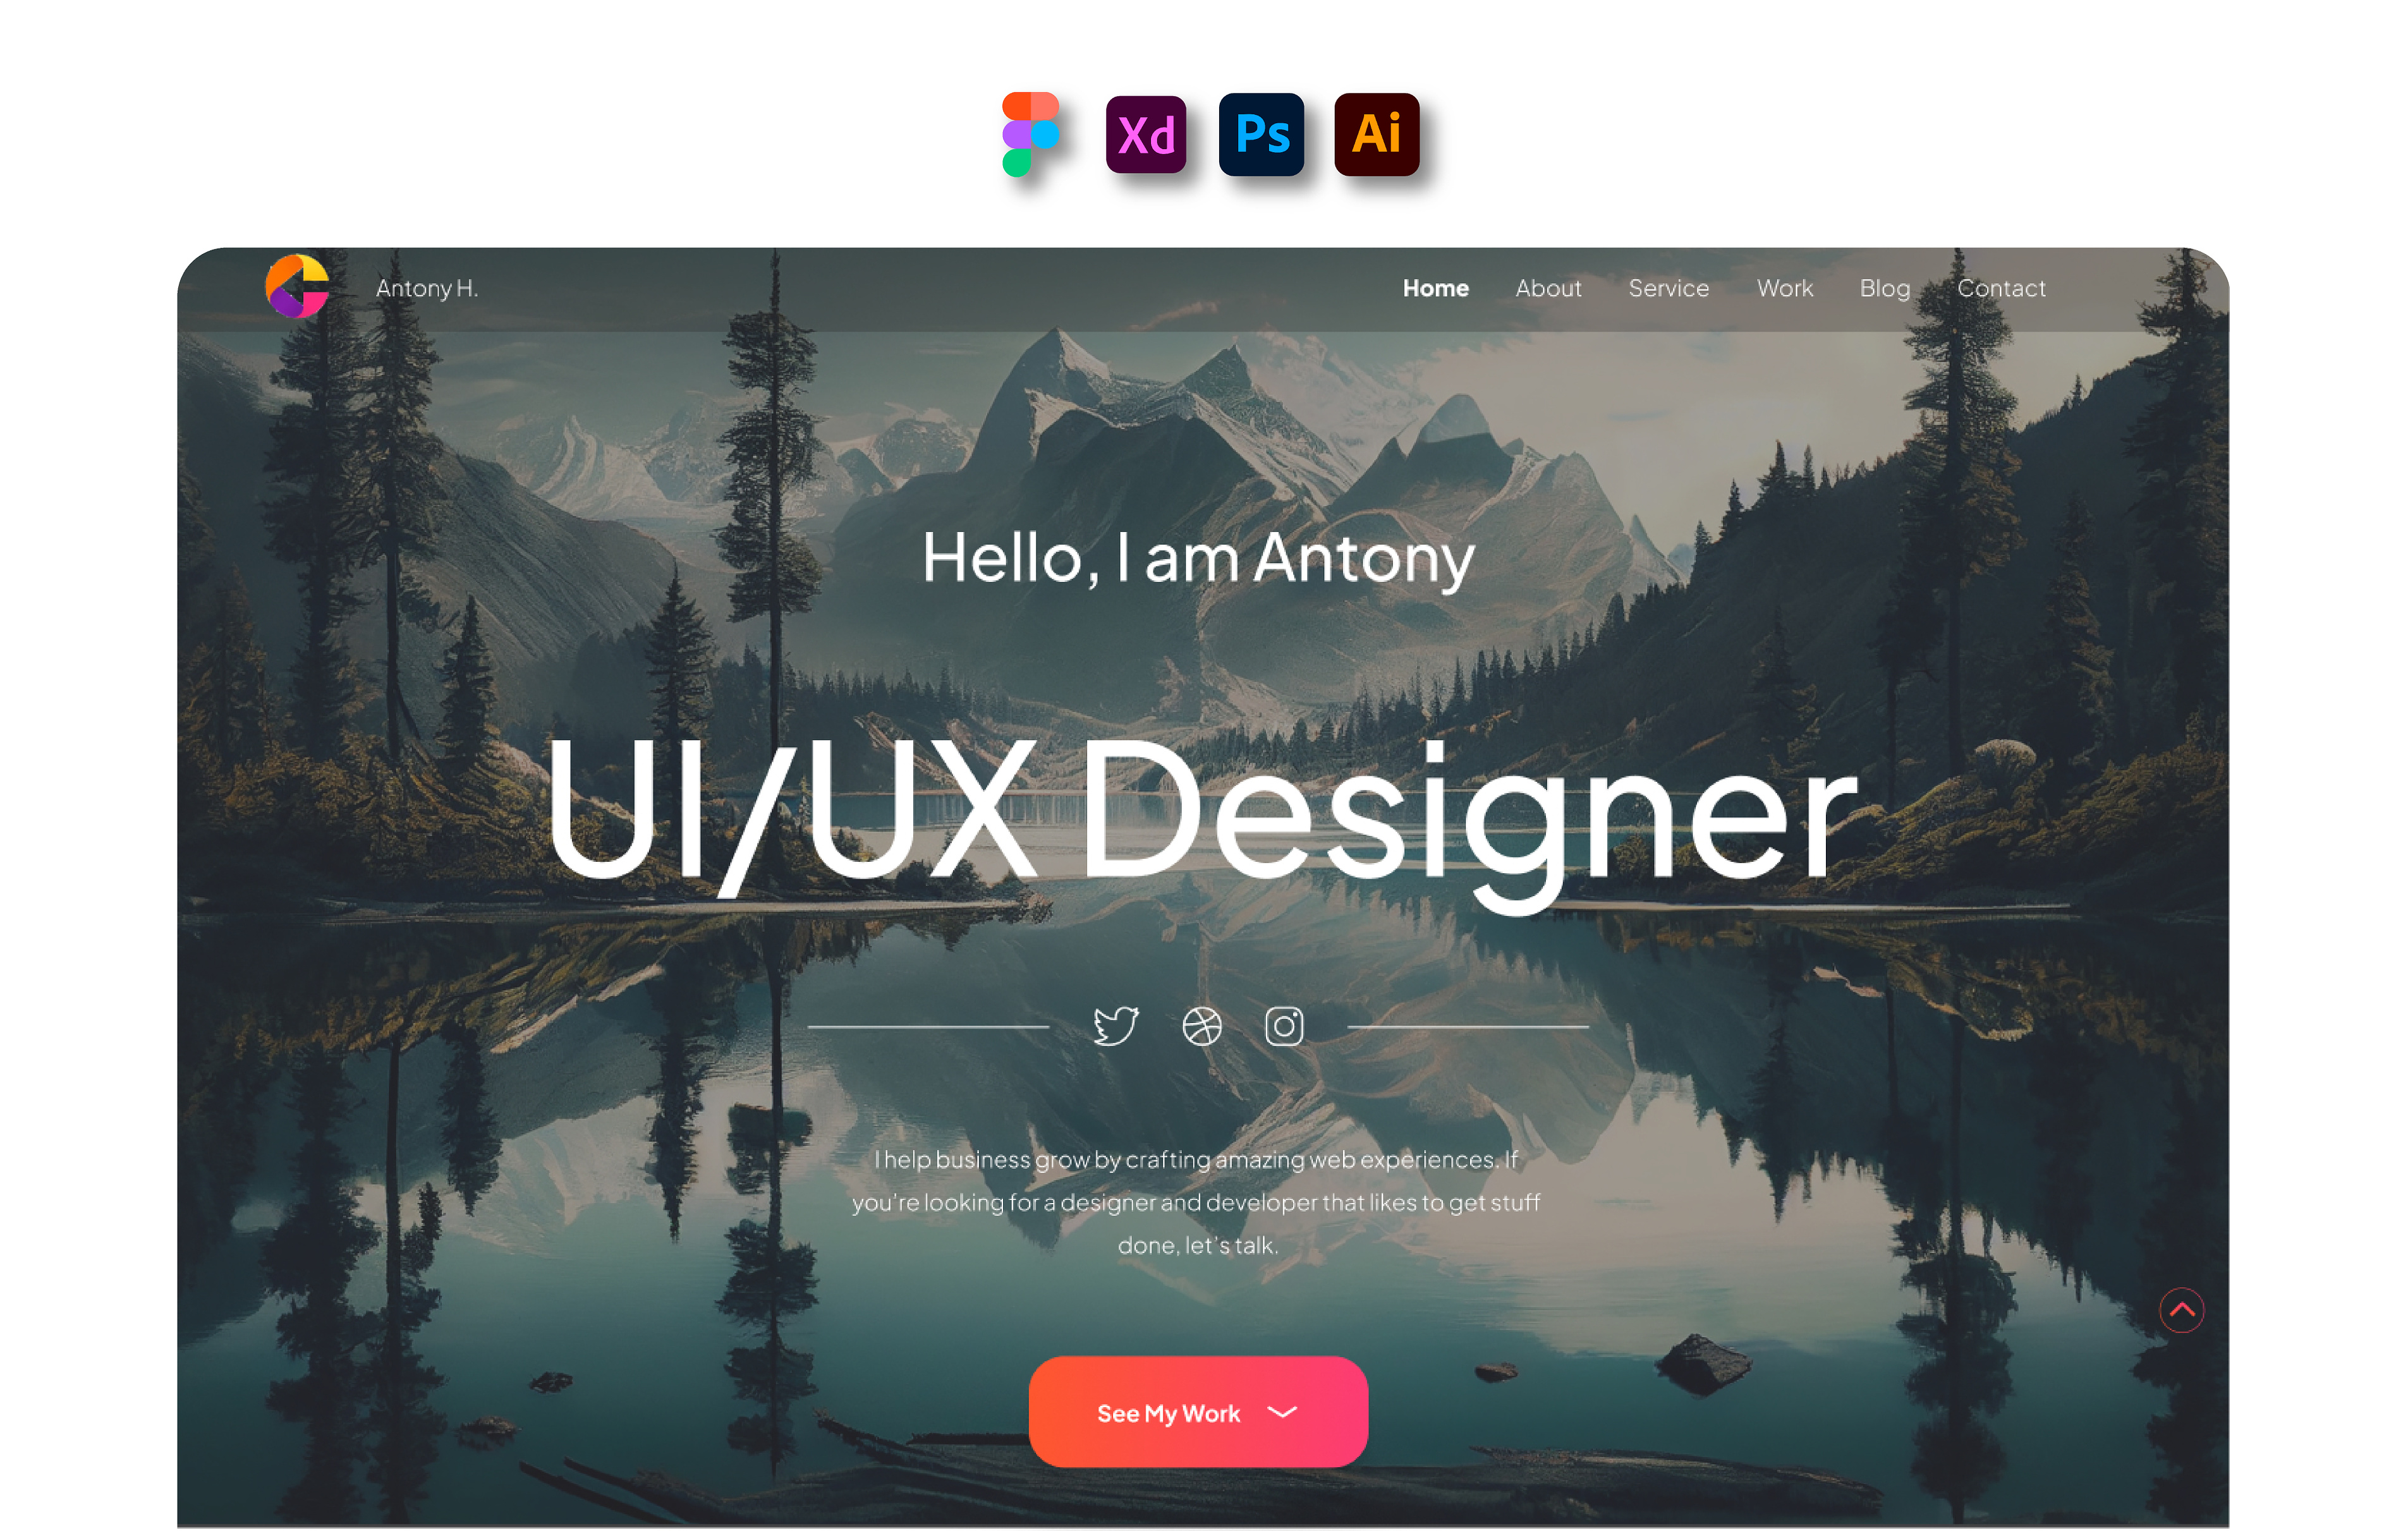 Xd Ps Ai
Antony H. Home About Service Work Blog Contact
Hello, I am Antony
UI/UX Designer
I help business grow by crafting amazing web experiences. If
you're looking for a designer and developer that likes to get stuff
done, let's talk.
See My Work